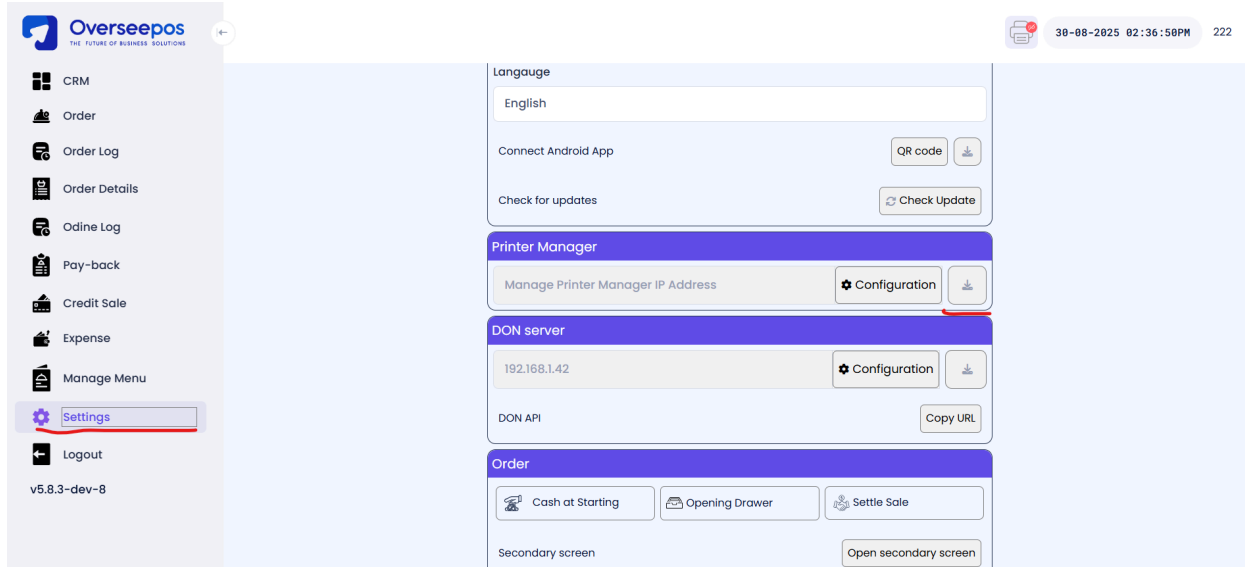 Overseepos
THE FUTURE OF BUSINESS SOLUTIONS
30-08-2025 02:36:50PM
222
CRM
Order
Order Log
Order Details
Odine Log
Pay-back
Credit Sale
Expense
Manage Menu
Settings
Logout
v5.8.3-dev-8
Langauge
English
Connect Android App
QR code
Check for updates
Check Update
Printer Manager
Manage Printer Manager IP Address
Configuration
DON server
192.168.1.42
Configuration
DON API
Copy URL
Order
Cash at Starting
Opening Drawer
Settle Sale
Secondary screen
Open secondary screen